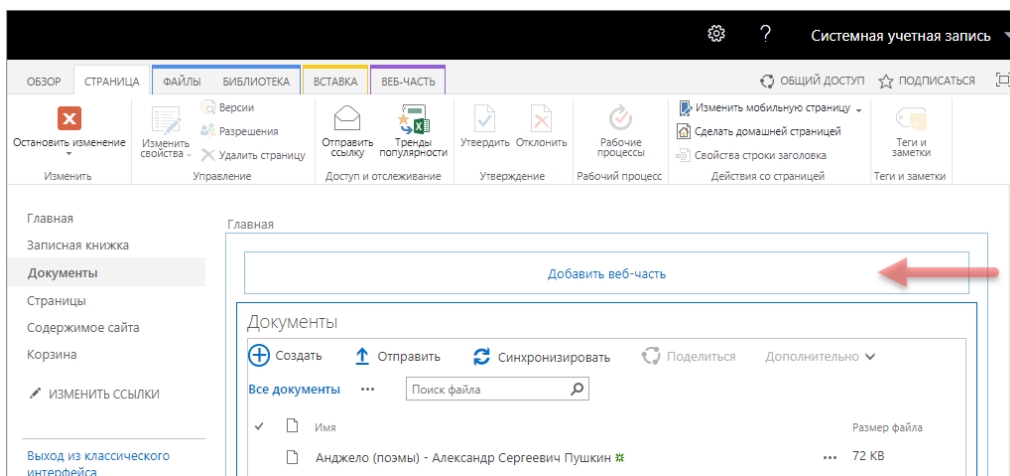 ?
Системная учетная запись
ОБЗОР СТРАНИЦА ФАЙЛЫ БИБЛИОТЕКА ВСТАВКА ВЕБ-ЧАСТЬ ОБЩИЙ ДОСТУП ПОДПИСАТЬСЯ
Остановить изменение
Изменить
Изменить свойства
Версии
Разрешения
Удалить страницу
Управление
Отправить ссылку
Тренды популярности
Доступ и отслеживание
Утвердить Отклонить
Утверждение
Рабочие процессы
Рабочий процесс
Изменить мобильную страницу
Сделать домашней страницей
Свойства строки заголовка
Действия со страницей
Теги и заметки
Теги и заметки
Главная
Записная книжка
Документы
Страницы
Содержимое сайта
Корзина
ИЗМЕНИТЬ ССЫЛКИ
Выход из классического
интерфейса
Главная
Добавить веб-часть
Документы
Создать Отправить Синхронизировать Поделиться Дополнительно
Все документы ••• Поиск файла
Имя Размер файла
Анджело (поэмы) - Александр Сергеевич Пушкин ... 72 KB